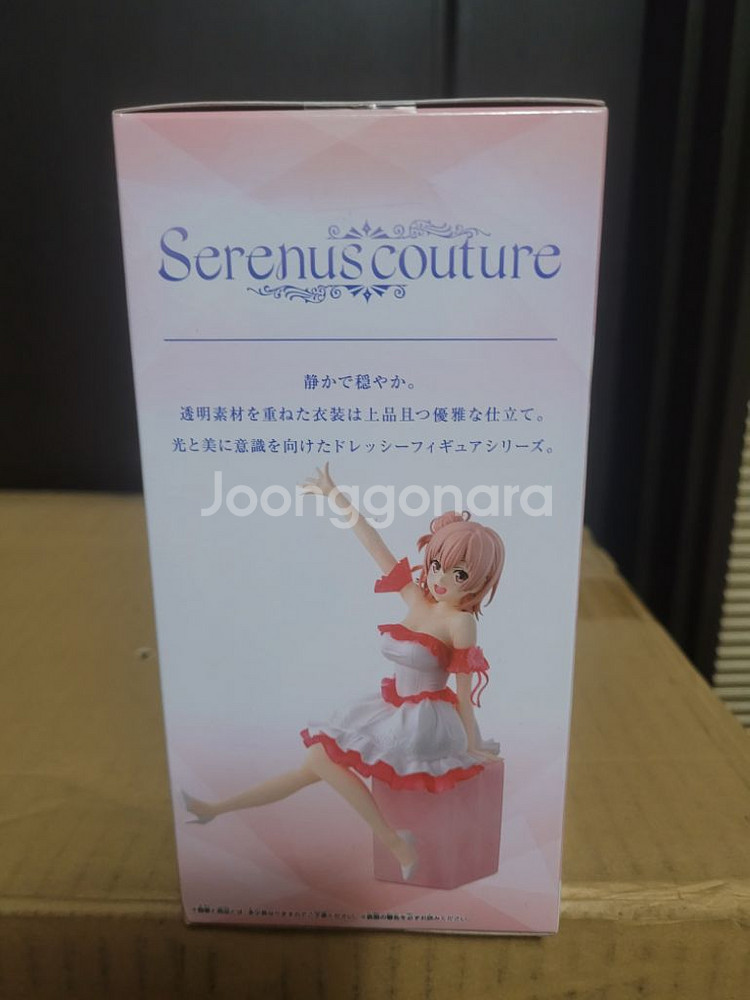 Serenus couture
静かで穏やか。
透明素材を重ねた衣装は上品且つ優雅な仕立て。
光と美に意識を向けたドレッシーフィギュアシリーズ。
Joonggonara